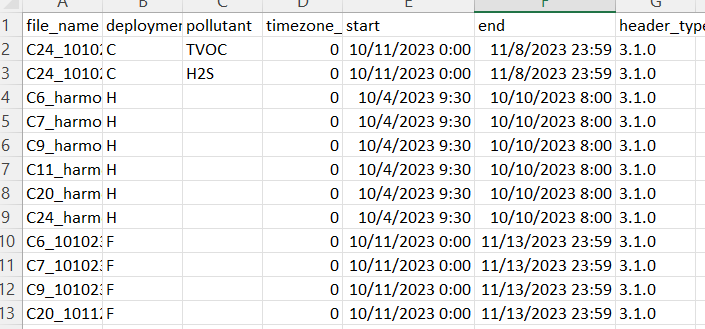 A B C D E F G
1 file_name deploymen pollutant timezone_ start end header_type
2 C24_10102 C TVOC 0 10/11/2023 0:00 11/8/2023 23:59 3.1.0
3 C24_10102 C H2S 0 10/11/2023 0:00 11/8/2023 23:59 3.1.0
4 C6_harmo H 0 10/4/2023 9:30 10/10/2023 8:00 3.1.0
5 C7_harmo H 0 10/4/2023 9:30 10/10/2023 8:00 3.1.0
6 C9_harmo H 0 10/4/2023 9:30 10/10/2023 8:00 3.1.0
7 C11_harm H 0 10/4/2023 9:30 10/10/2023 8:00 3.1.0
8 C20_harm H 0 10/4/2023 9:30 10/10/2023 8:00 3.1.0
9 C24_harm H 0 10/4/2023 9:30 10/10/2023 8:00 3.1.0
10 C6_101023 F 0 10/11/2023 0:00 11/13/2023 23:59 3.1.0
11 C7_101023 F 0 10/11/2023 0:00 11/13/2023 23:59 3.1.0
12 C9_101023 F 0 10/11/2023 0:00 11/13/2023 23:59 3.1.0
13 C20_10112 F 0 10/11/2023 0:00 11/13/2023 23:59 3.1.0